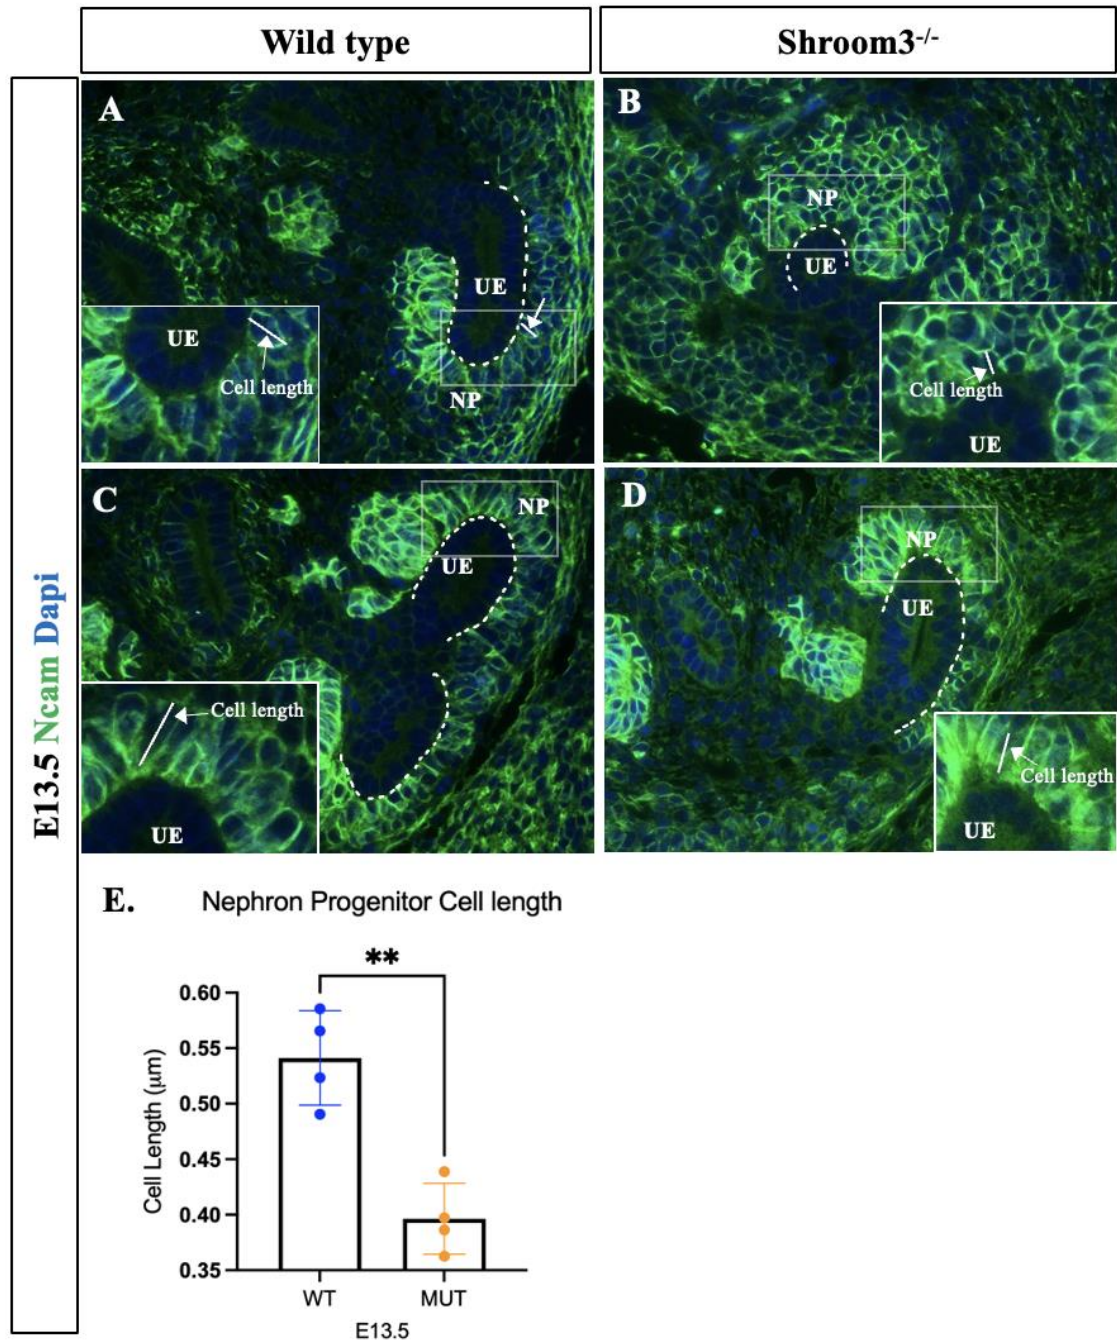 Wild type
Shroom3-/-
E13.5 Ncam Dapi
A
UE
NP
UE
Cell length
B
NP
UE
Cell length
UE
C
NP
UE
Cell length
UE
D
NP
UE
Cell length
UE
E.
Nephron Progenitor Cell length
**
Cell Length (μm)
0.60
0.55
0.50
0.45
0.40
0.35
WT
MUT
E13.5